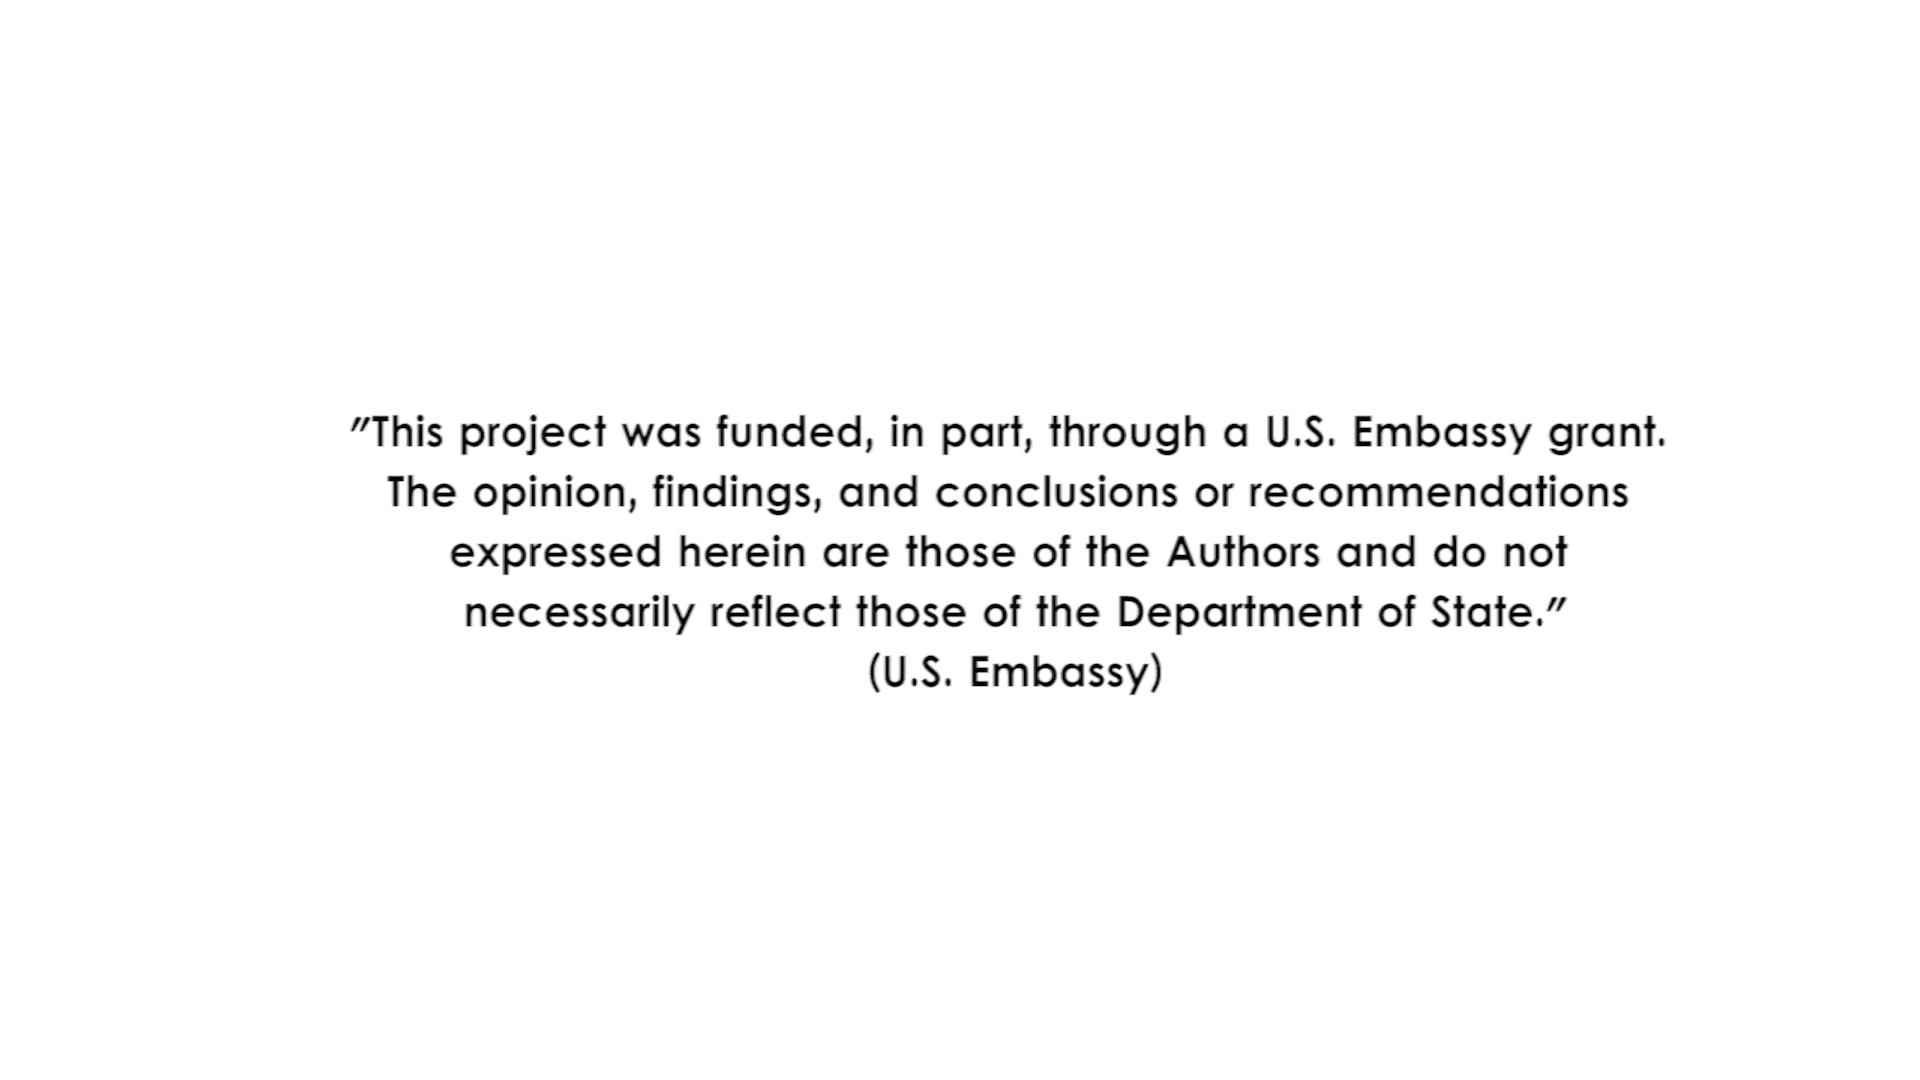 "This project was funded, in part, through a U.S. Embassy grant.
The opinion, findings, and conclusions or recommendations
expressed herein are those of the Authors and do not
necessarily reflect those of the Department of State."
(U.S. Embassy)